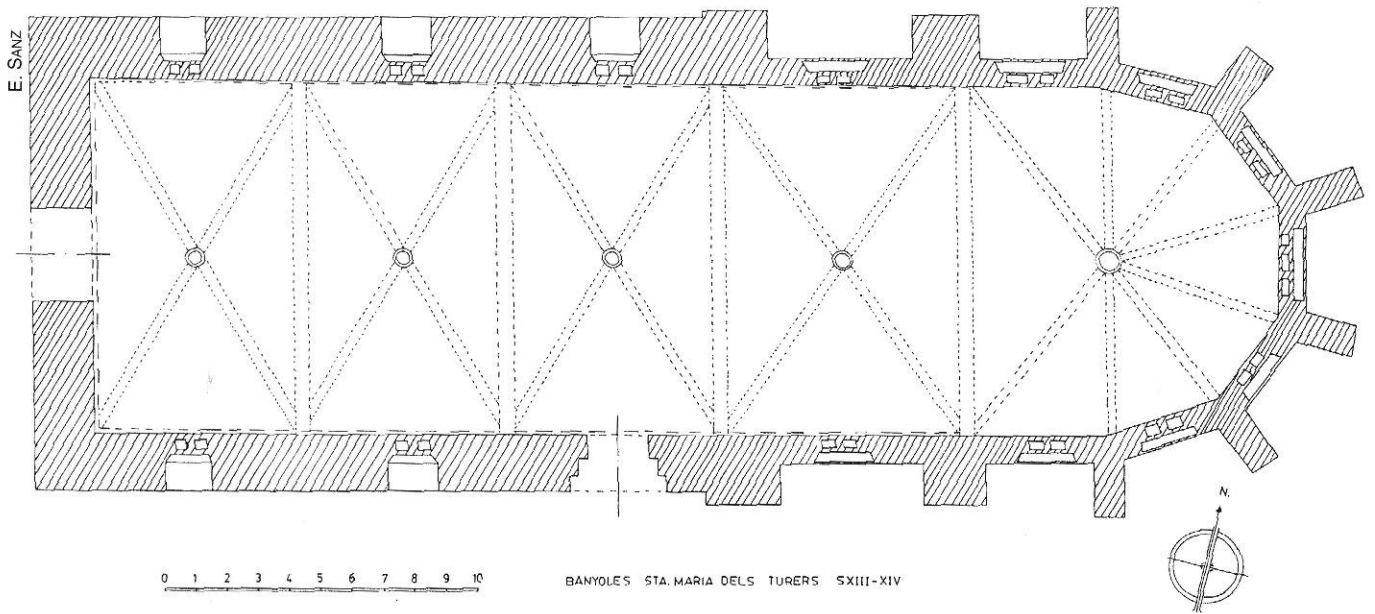 E. SANZ
N.
0 1 2 3 4 5 6 7 8 9 10
BANYOLES STA. MARIA DELS TURERS SXIII-XIV